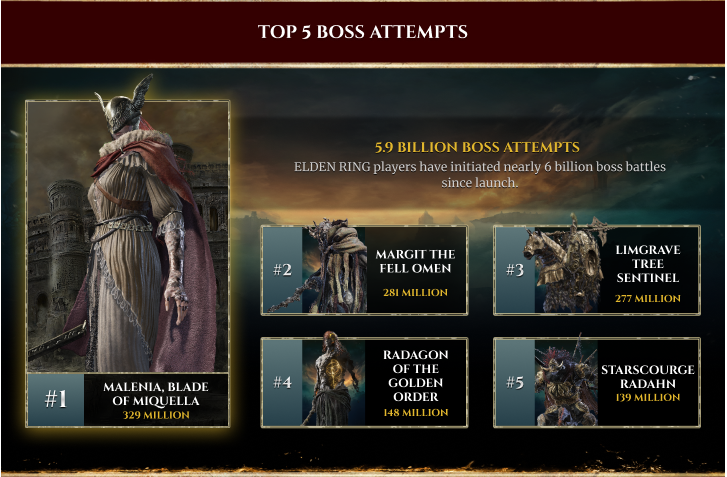 TOP 5 BOSS ATTEMPTS
5.9 BILLION BOSS ATTEMPTS
ELDEN RING players have initiated nearly 6 billion boss battles
since launch.
#1
MALENIA, BLADE
OF MIQUELLA
329 MILLION
#2
MARGIT THE
FELL OMEN
281 MILLION
#3
LIMGRAVE
TREE
SENTINEL
277 MILLION
#4
RADAGON
OF THE
GOLDEN
ORDER
148 MILLION
#5
STARSCOURGE
RADAHN
139 MILLION